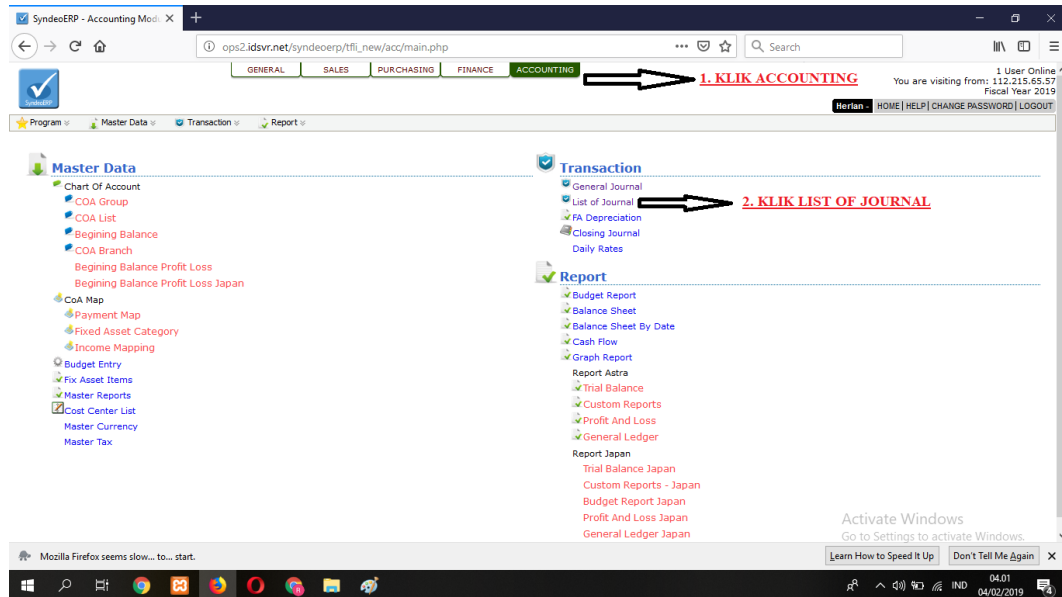 SyndeoERP - Accounting Modu
ops2.idsvr.net/syndeoerp/tfli_new/acc/main.php
Search
GENERAL SALES PURCHASING FINANCE ACCOUNTING
1. KLIK ACCOUNTING
1 User Online
You are visiting from: 112.215.65.57
Fiscal Year 2019
SyndeoERP
Herlan - HOME | HELP | CHANGE PASSWORD | LOGOUT
Program Master Data Transaction Report
Master Data
Chart Of Account
COA Group
COA List
Begining Balance
COA Branch
Begining Balance Profit Loss
Begining Balance Profit Loss Japan
CoA Map
Payment Map
Fixed Asset Category
Income Mapping
Budget Entry
Fix Asset Items
Master Reports
Cost Center List
Master Currency
Master Tax
Transaction
General Journal
List of Journal
2. KLIK LIST OF JOURNAL
FA Depreciation
Closing Journal
Daily Rates
Report
Budget Report
Balance Sheet
Balance Sheet By Date
Cash Flow
Graph Report
Report Astra
Trial Balance
Custom Reports
Profit And Loss
General Ledger
Report Japan
Trial Balance Japan
Custom Reports - Japan
Budget Report Japan
Profit And Loss Japan
General Ledger Japan
Activate Windows
Go to Settings to activate Windows.
Mozilla Firefox seems slow... to... start.
Learn How to Speed It Up Don't Tell Me Again
IND
04.01
04/02/2019
4